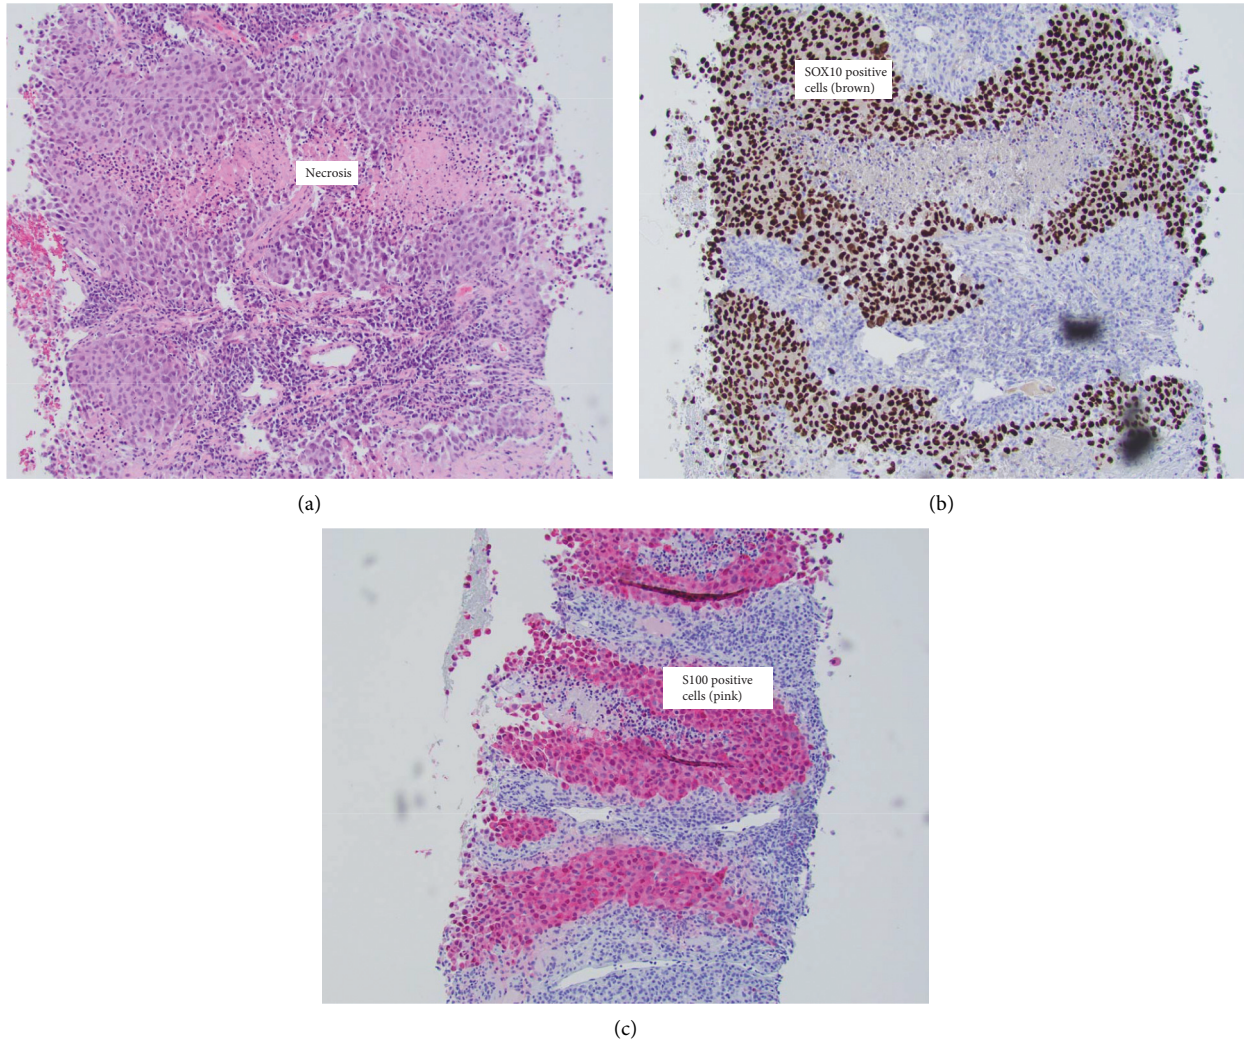 Necrosis
SOX10 positive
cells (brown)
(a)
(b)
S100 positive
cells (pink)
(c)